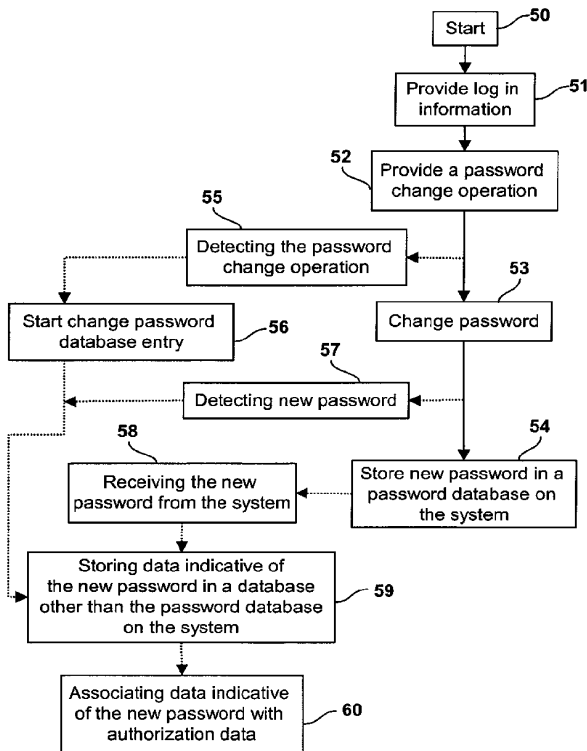 50
Start
51
Provide log in
information
52
Provide a password
change operation
55
Detecting the password
change operation
53
Change password
Start change password
database entry
56
57
Detecting new password
58
54
Receiving the new
password from the system
Store new password in a
password database on
the system
Storing data indicative of
the new password in a database
other than the password database
on the system
59
Associating data indicative
of the new password with
authorization data
60